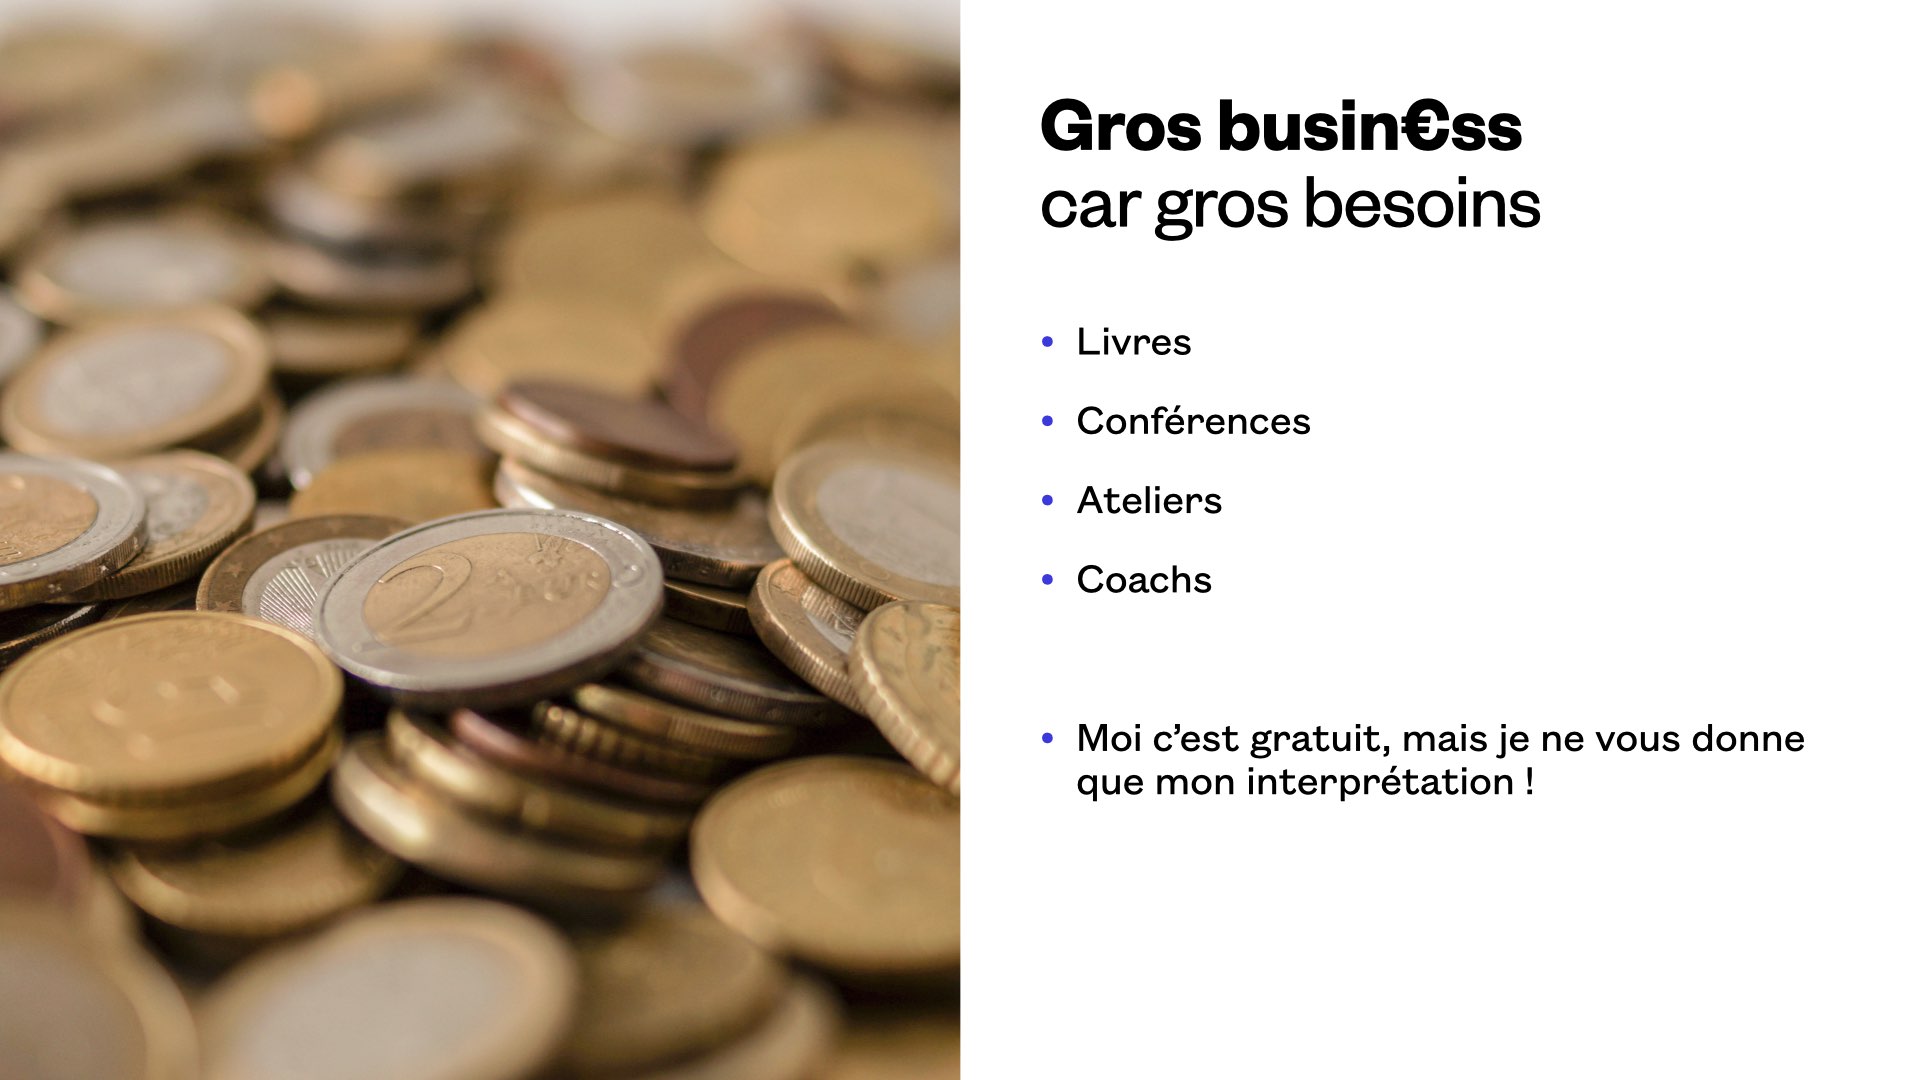 Gros busin€ss
car gros besoins
• Livres
• Conférences
• Ateliers
• Coachs
• Moi c’est gratuit, mais je ne vous donne
que mon interprétation !
2